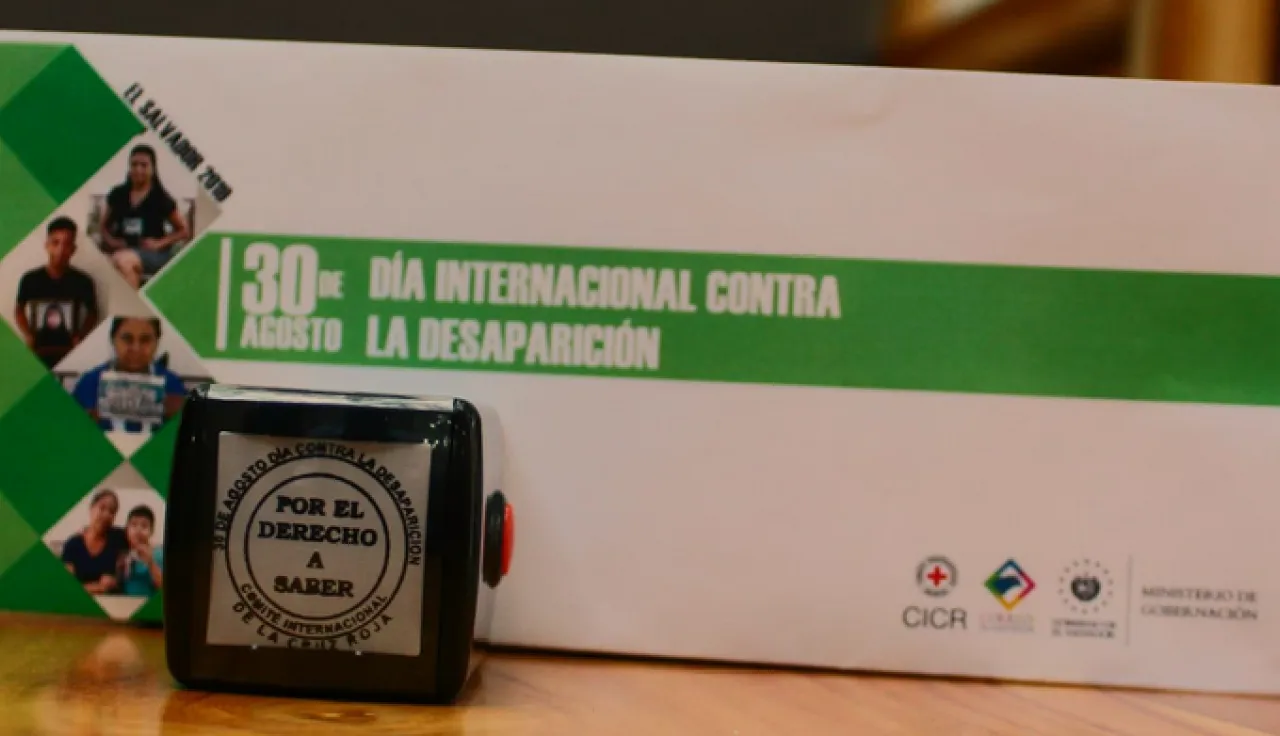 EL SALVADOR 2018
30 DE AGOSTO
DÍA INTERNACIONAL CONTRA
LA DESAPARICIÓN
30 DE AGOSTO DÍA CONTRA LA DESAPARICION
POR EL
DERECHO
A
SABER
COMITÉ INTERNACIONAL
DE LA CRUZ ROJA
CICR
MINISTERIO DE
GOBERNACIÓN